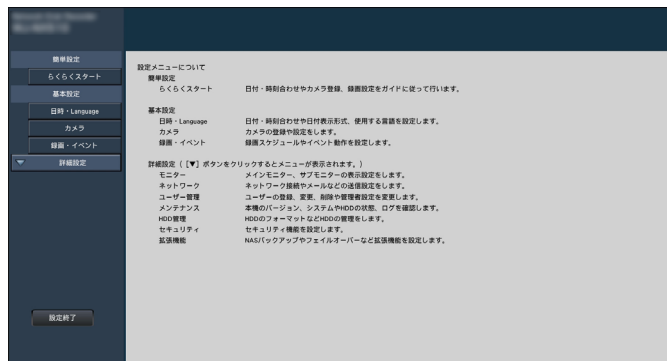 簡単設定
らくらくスタート
基本設定
日時・Language
カメラ
録画・イベント
詳細設定
設定終了
設定メニューについて
簡単設定
らくらくスタート 日付・時刻合わせやカメラ登録、録画設定をガイドに従って行います。
基本設定
日時・Language 日付・時刻合わせや日付表示形式、使用する言語を設定します。
カメラ カメラの登録や設定をします。
録画・イベント 録画スケジュールやイベント動作を設定します。
詳細設定（［▼］ボタンをクリックするとメニューが表示されます。）
モニター メインモニター、サブモニターの表示設定をします。
ネットワーク ネットワーク接続やメールなどの送信設定をします。
ユーザー管理 ユーザーの登録、変更、削除や管理者設定を変更します。
メンテナンス 本機のバージョン、システムやHDDの状態、ログを確認します。
HDD管理 HDDのフォーマットなどHDDの管理をします。
セキュリティ セキュリティ機能を設定します。
拡張機能 NASバックアップやフェイルオーバーなど拡張機能を設定します。